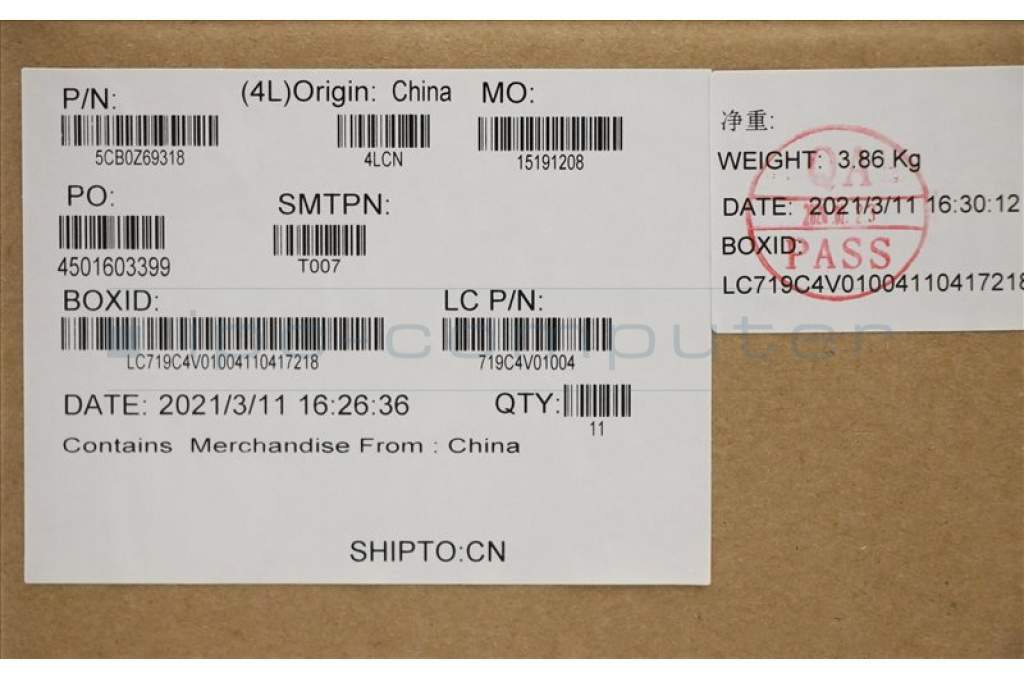 P/N: (4L)Origin: China MO:
5CB0Z69318 4LCN 15191208
PO: SMTPN:
4501603399 T007
BOXID: LC P/N:
LC719C4V01004110417218 719C4V01004
DATE: 2021/3/11 16:26:36 QTY:
11
Contains Merchandise From : China
SHIPTO:CN
净重:
WEIGHT: 3.86 Kg
DATE: 2021/3/11 16:30:12
BOXID:
LC719C4V01004110417218
QA
PASS